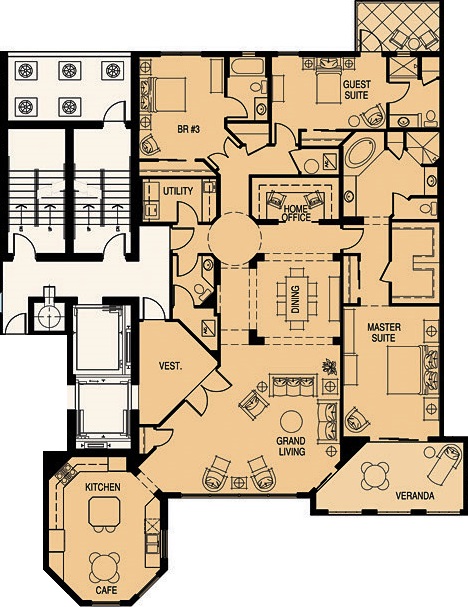 GUEST
SUITE
BR #3
UTILITY
HOME
OFFICE
DINING
MASTER
SUITE
VEST.
GRAND
LIVING
KITCHEN
VERANDA
CAFE